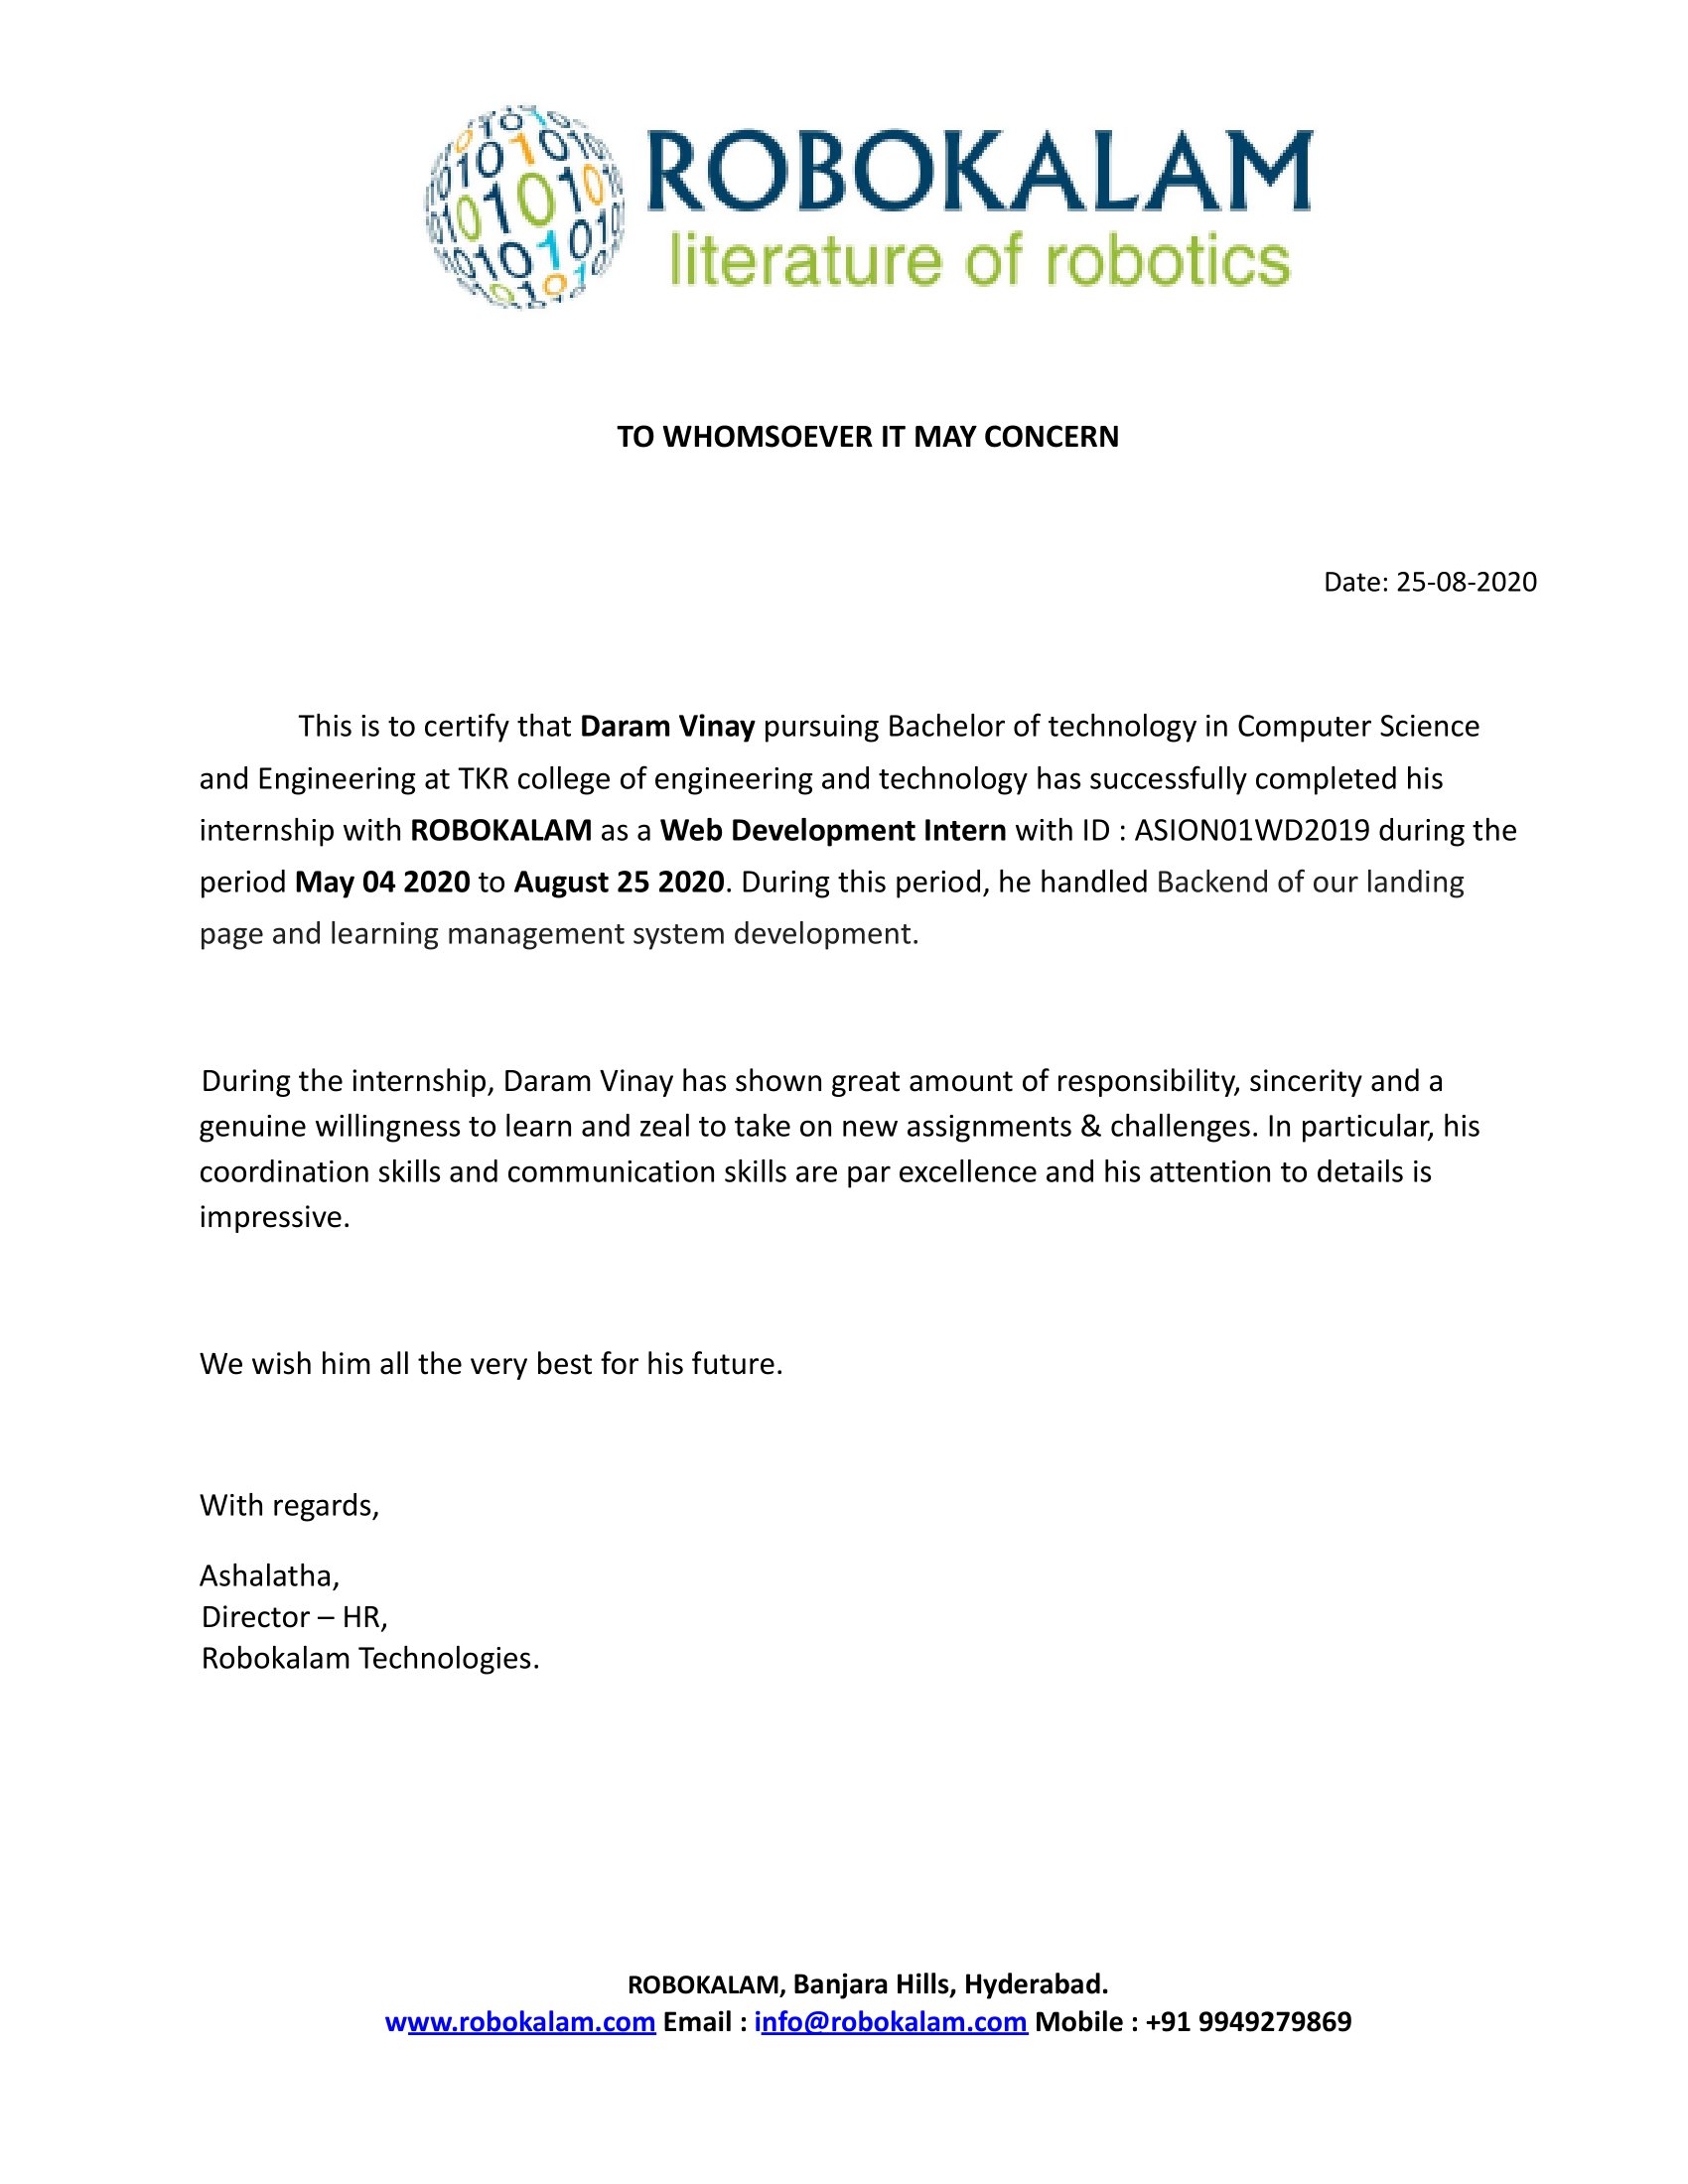 ROBOKALAM
literature of robotics
TO WHOMSOEVER IT MAY CONCERN
Date: 25-08-2020
This is to certify that Daram Vinay pursuing Bachelor of technology in Computer Science
and Engineering at TKR college of engineering and technology has successfully completed his
internship with ROBOKALAM as a Web Development Intern with ID : ASION01WD2019 during the
period May 04 2020 to August 25 2020. During this period, he handled Backend of our landing
page and learning management system development.
During the internship, Daram Vinay has shown great amount of responsibility, sincerity and a
genuine willingness to learn and zeal to take on new assignments & challenges. In particular, his
coordination skills and communication skills are par excellence and his attention to details is
impressive.
We wish him all the very best for his future.
With regards,
Ashalatha,
Director – HR,
Robokalam Technologies.
ROBOKALAM, Banjara Hills, Hyderabad.
www.robokalam.com Email : info@robokalam.com Mobile : +91 9949279869